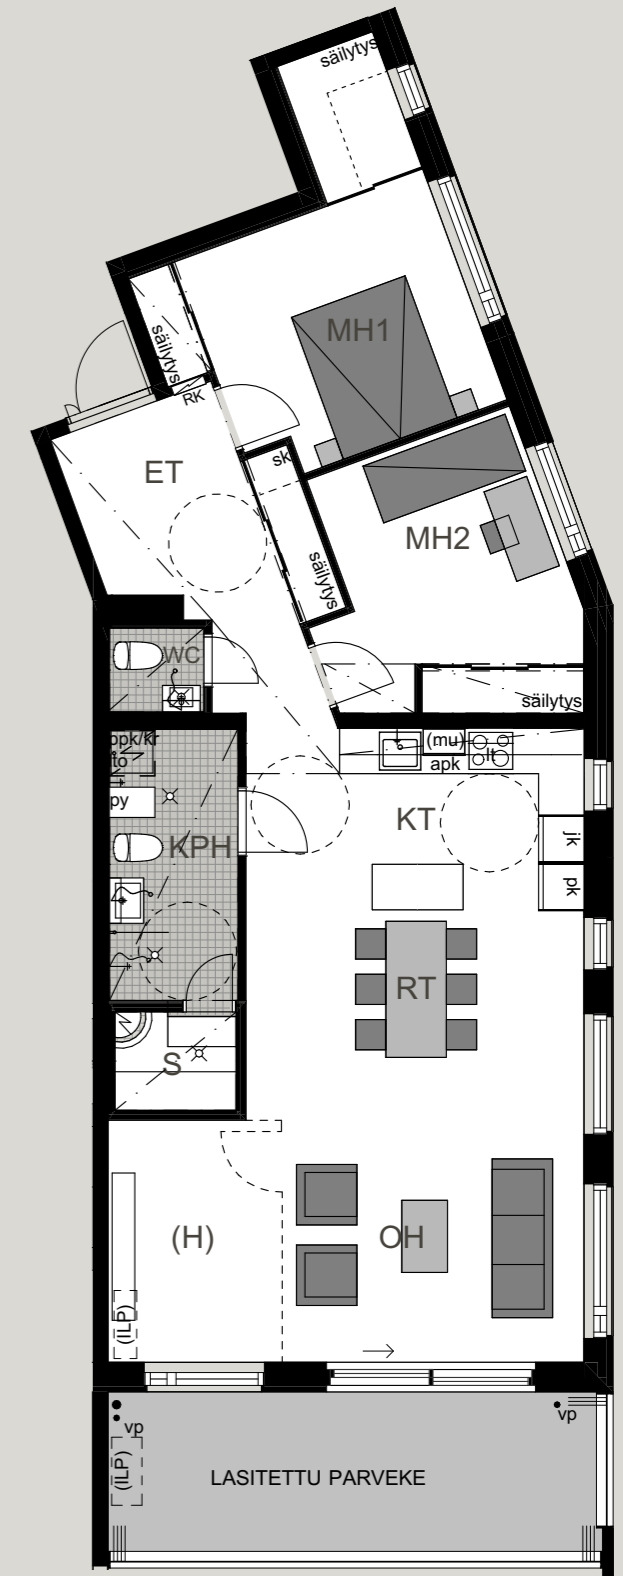 säilytys
MH1
säilytys
RK
ET
sk
MH2
säilytys
WC
säilytys
ppk/kr
to
(mu)
apk
lt
py
KT
jk
KPH
pk
RT
S
(H)
OH
(ILP)
vp
vp
(ILP)
LASITETTU PARVEKE